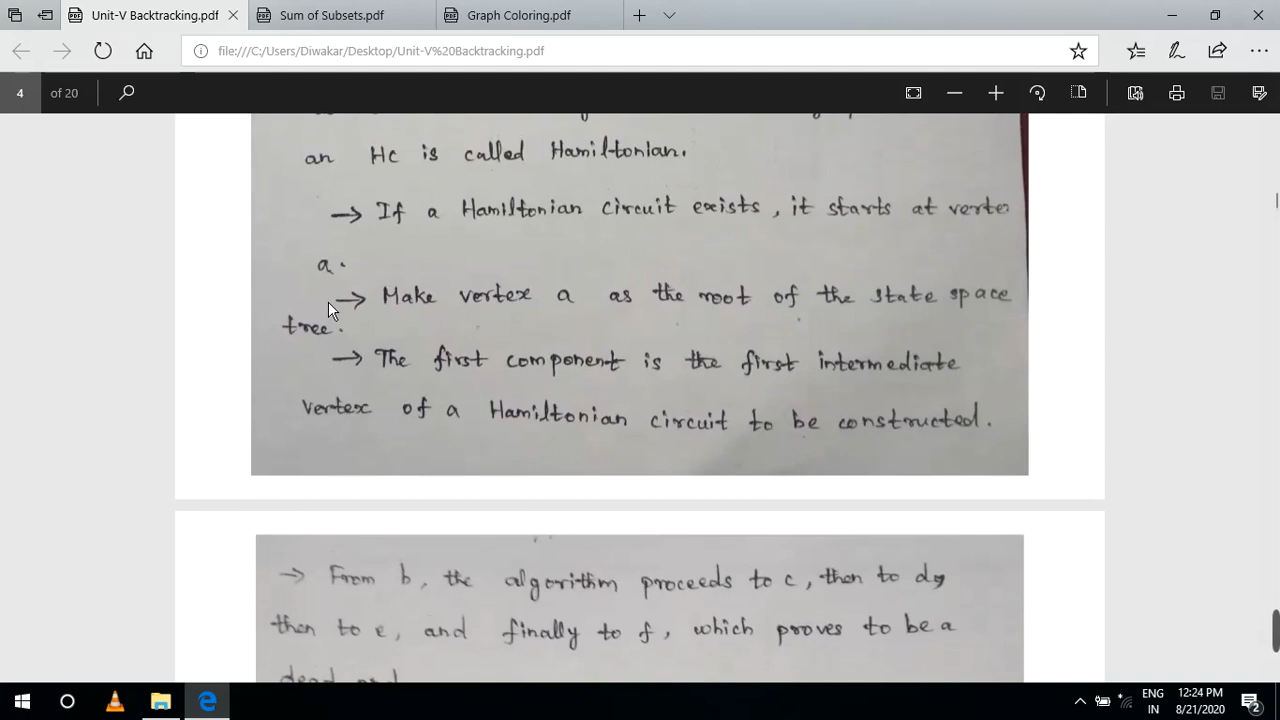 Unit-V Backtracking.pdf
Sum of Subsets.pdf
Graph Coloring.pdf
file:///C:/Users/Diwakar/Desktop/Unit-V%20Backtracking.pdf
4 of 20
an Hc is called Hamiltonian.
→ If a Hamiltonian circuit exists, it starts at verte
a.
→ Make vertex a as the root of the state space
tree.
→ The first component is the first intermediate
vertex of a Hamiltonian circuit to be constructed.
→ From b, the algorithm proceeds to c, then to d,
then to e, and finally to f, which proves to be a
dead end
ENG 12:24 PM
IN 8/21/2020 2